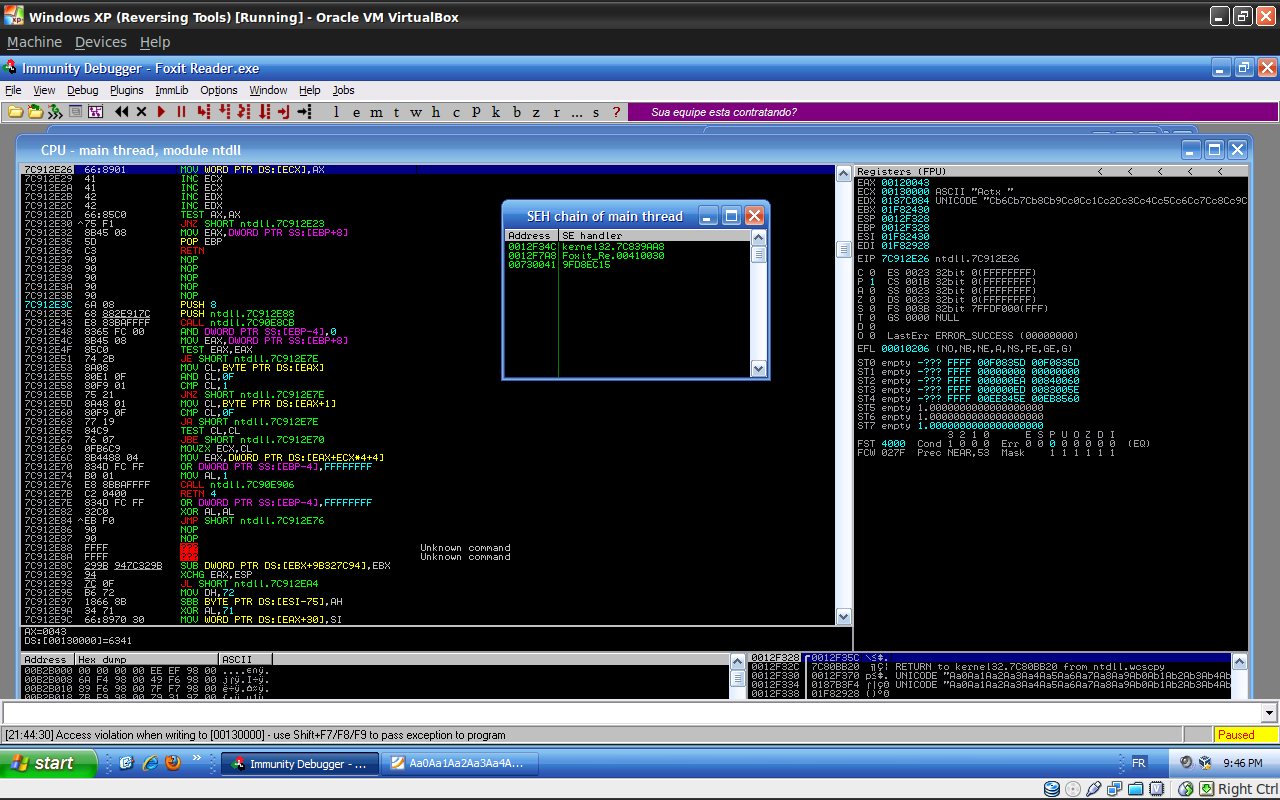 Windows XP (Reversing Tools) [Running] - Oracle VM VirtualBox
Machine Devices Help
Immunity Debugger - Foxit Reader.exe
File View Debug Plugins ImmLib Options Window Help Jobs
l e m t w h c p k b z r ... s ? Sua equipe esta contratando?
CPU - main thread, module ntdll
7C912E26 66:8901 MOV WORD PTR DS:[ECX],AX
7C912E29 41 INC ECX
7C912E2A 41 INC ECX
7C912E2B 42 INC EDX
7C912E2C 42 INC EDX
7C912E2D 66:85C0 TEST AX,AX
7C912E30 ^75 F1 JNZ SHORT ntdll.7C912E23
7C912E32 8B45 08 MOV EAX,DWORD PTR SS:[EBP+8]
7C912E35 5D POP EBP
7C912E36 C3 RETN
7C912E37 90 NOP
7C912E38 90 NOP
7C912E39 90 NOP
7C912E3A 90 NOP
7C912E3B 90 NOP
7C912E3C 6A 08 PUSH 8
7C912E3E 68 882E917C PUSH ntdll.7C912E88
7C912E43 E8 83BAFFFF CALL ntdll.7C90E8CB
7C912E48 8365 FC 00 AND DWORD PTR SS:[EBP-4],0
7C912E4C 8B45 08 MOV EAX,DWORD PTR SS:[EBP+8]
7C912E4F 85C0 TEST EAX,EAX
7C912E51 74 2B JE SHORT ntdll.7C912E7E
7C912E53 8A08 MOV CL,BYTE PTR DS:[EAX]
7C912E55 80E1 0F AND CL,0F
7C912E58 80F9 01 CMP CL,1
7C912E5B 75 21 JNZ SHORT ntdll.7C912E7E
7C912E5D 8A48 01 MOV CL,BYTE PTR DS:[EAX+1]
7C912E60 80F9 0F CMP CL,0F
7C912E63 77 19 JA SHORT ntdll.7C912E7E
7C912E65 84C9 TEST CL,CL
7C912E67 76 07 JBE SHORT ntdll.7C912E70
7C912E69 0FB6C9 MOVZX ECX,CL
7C912E6C 8B4488 04 MOV EAX,DWORD PTR DS:[EAX+ECX*4+4]
7C912E70 834D FC FF OR DWORD PTR SS:[EBP-4],FFFFFFFF
7C912E74 B0 01 MOV AL,1
7C912E76 E8 8BBAFFFF CALL ntdll.7C90E906
7C912E7B C2 0400 RETN 4
7C912E7E 834D FC FF OR DWORD PTR SS:[EBP-4],FFFFFFFF
7C912E82 32C0 XOR AL,AL
7C912E84 ^EB F0 JMP SHORT ntdll.7C912E76
7C912E86 90 NOP
7C912E87 90 NOP
7C912E88 FFFF ??? Unknown command
7C912E8A FFFF ??? Unknown command
7C912E8C 299B 947C329B SUB DWORD PTR DS:[EBX+9B327C94],EBX
7C912E92 94 XCHG EAX,ESP
7C912E93 7C 0F JL SHORT ntdll.7C912EA4
7C912E95 B6 72 MOV DH,72
7C912E97 1866 8B SBB BYTE PTR DS:[ESI-75],AH
7C912E9A 34 71 XOR AL,71
7C912E9C 66:8970 30 MOV WORD PTR DS:[EAX+30],SI
AX=0043
DS:[00130000]=6341
SEH chain of main thread
Address SE handler
0012F34C kernel32.7C839AA8
0012F7A8 Foxit_Re.00410030
00730041 9FD8EC15
Registers (FPU) < < < < <
EAX 00120043
ECX 00130000 ASCII "Actx "
EDX 0187C084 UNICODE "Cb6Cb7Cb8Cb9Cc0Cc1Cc2Cc3Cc4Cc5Cc6Cc7Cc8Cc9C
EBX 01F82430
ESP 0012F328
EBP 0012F328
ESI 01F82430
EDI 01F82928
EIP 7C912E26 ntdll.7C912E26
C 0 ES 0023 32bit 0(FFFFFFFF)
P 1 CS 001B 32bit 0(FFFFFFFF)
A 0 SS 0023 32bit 0(FFFFFFFF)
Z 0 DS 0023 32bit 0(FFFFFFFF)
S 0 FS 003B 32bit 7FFDF000(FFF)
T 0 GS 0000 NULL
D 0
O 0 LastErr ERROR_SUCCESS (00000000)
EFL 00010206 (NO,NB,NE,A,NS,PE,GE,G)
ST0 empty -??? FFFF 00F0835D 00F0835D
ST1 empty -??? FFFF 00000000 00000000
ST2 empty -??? FFFF 000000EA 00840060
ST3 empty -??? FFFF 000000ED 0083005E
ST4 empty -??? FFFF 00EE845E 00EB8560
ST5 empty 1.0000000000000000000
ST6 empty 1.0000000000000000000
ST7 empty 1.0000000000000000000
3 2 1 0 E S P U O Z D I
FST 4000 Cond 1 0 0 0 Err 0 0 0 0 0 0 0 0 (EQ)
FCW 027F Prec NEAR,53 Mask 1 1 1 1 1 1
Address Hex dump ASCII
00B2B000 00 00 00 00 EE EF 98 00
00B2B008 6A F4 98 00 49 F6 98 00
00B2B010 89 F6 98 00 7F F7 98 00
0012F328 0012F35C
0012F32C 7C80BB20 RETURN to kernel32.7C80BB20 from ntdll.wcscpy
0012F330 0012F370 UNICODE "Aa0Aa1Aa2Aa3Aa4Aa5Aa6Aa7Aa8Aa9Ab0Ab1Ab2Ab3Ab4Ab
0012F334 0187B3F4 UNICODE "Aa0Aa1Aa2Aa3Aa4Aa5Aa6Aa7Aa8Aa9Ab0Ab1Ab2Ab3Ab4Ab
0012F338 01F82928
[21:44:30] Access violation when writing to [00130000] - use Shift+F7/F8/F9 to pass exception to program Paused
start Immunity Debugger - ... Aa0Aa1Aa2Aa3Aa4A... FR 9:46 PM
Right Ctrl